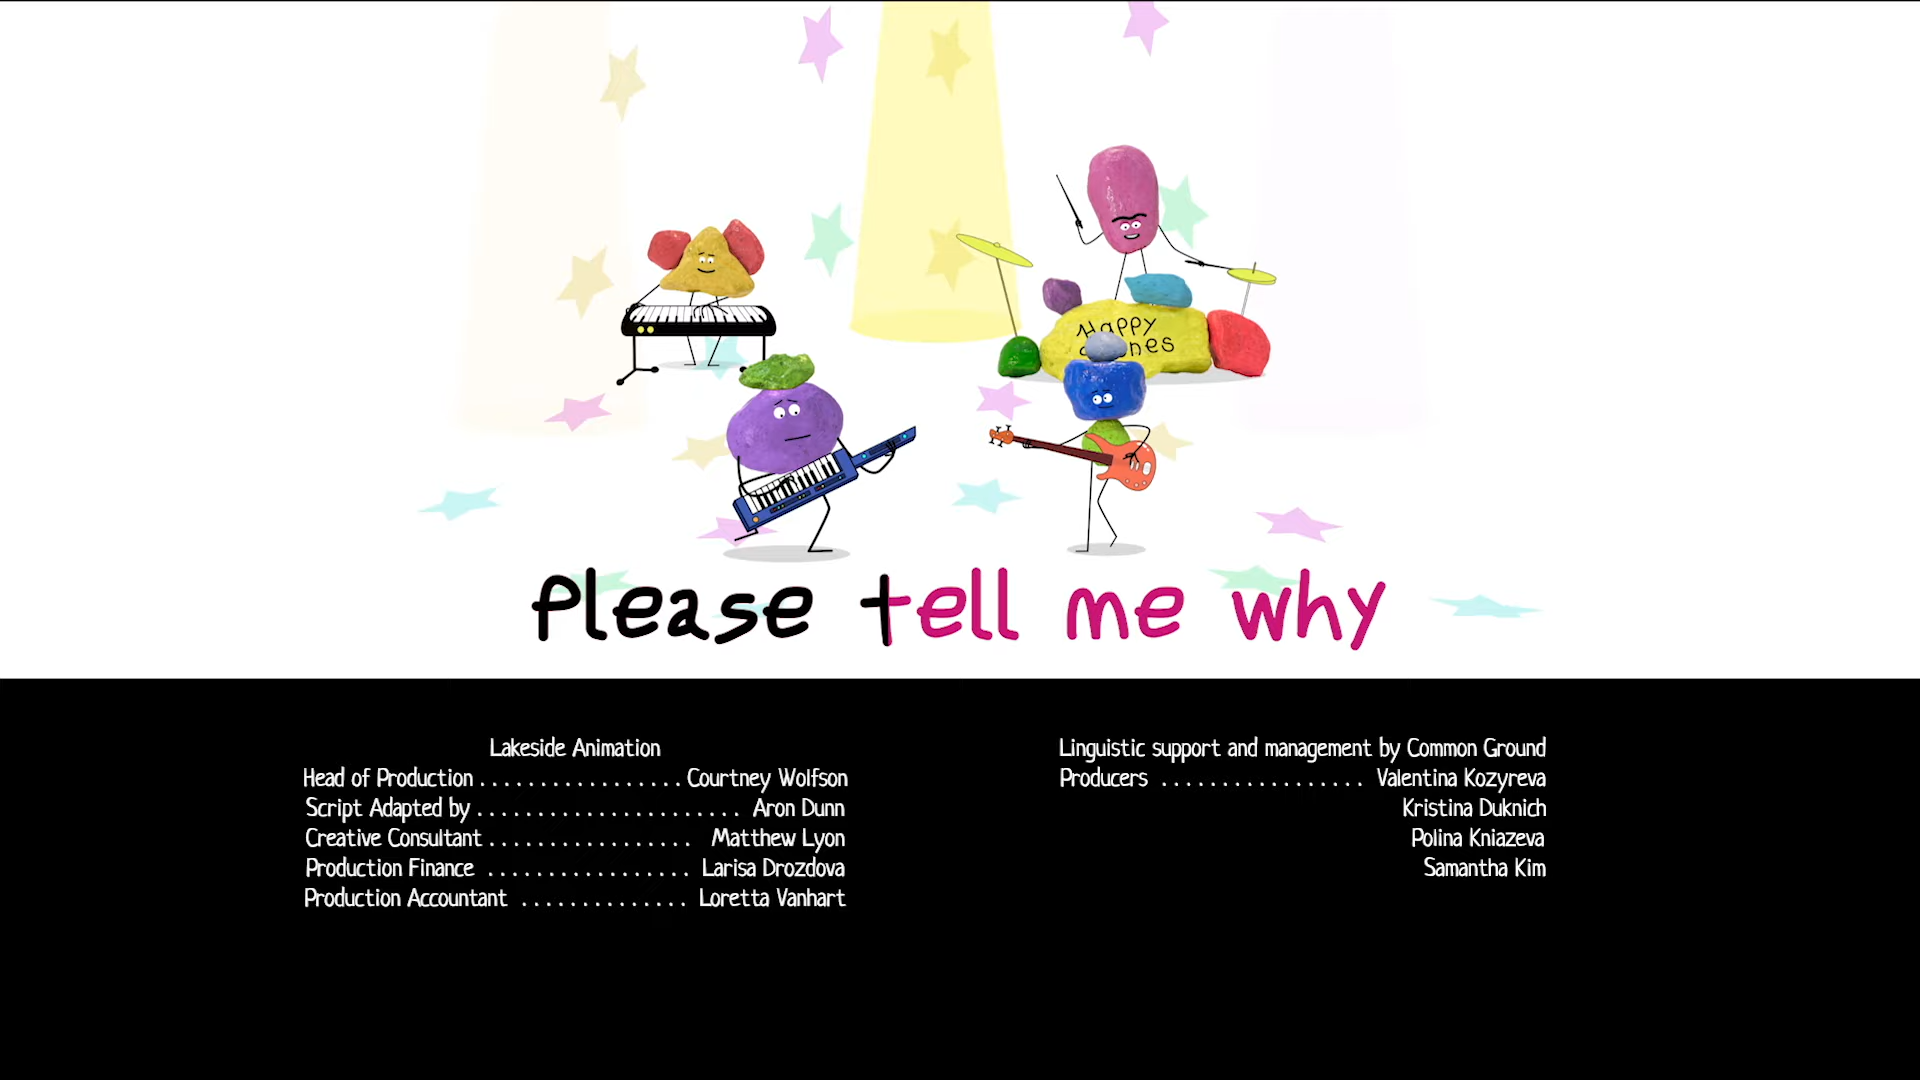 Happy
please tell me why
Lakeside Animation
Head of Production . . . . . . . . . . . . . . . . . Courtney Wolfson
Script Adapted by . . . . . . . . . . . . . . . . . . . . . . Aron Dunn
Creative Consultant . . . . . . . . . . . . . . . . . Matthew Lyon
Production Finance . . . . . . . . . . . . . . . . . Larisa Drozdova
Production Accountant . . . . . . . . . . . . . . Loretta Vanhart
Linguistic support and management by Common Ground
Producers . . . . . . . . . . . . . . . . . Valentina Kozyreva
Kristina Duknich
Polina Kniazeva
Samantha Kim